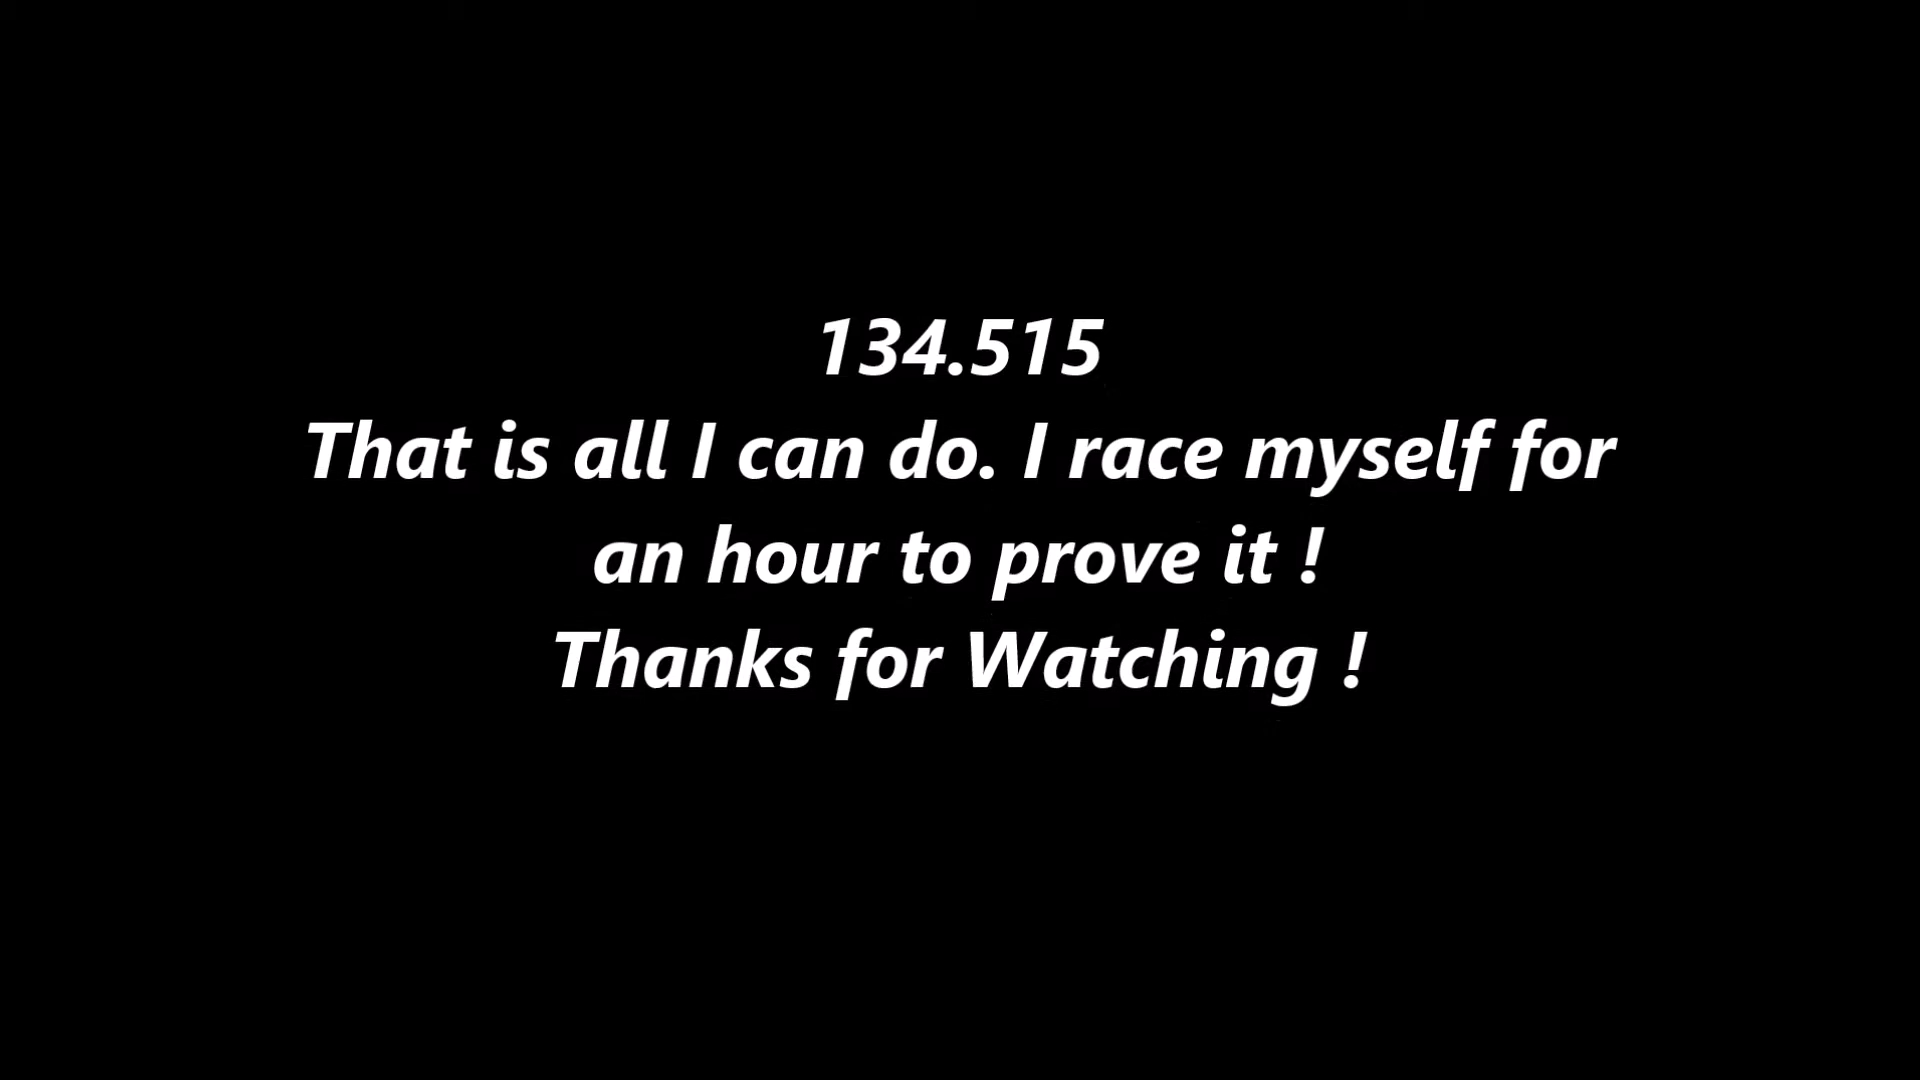 134.515
That is all I can do. I race myself for
an hour to prove it !
Thanks for Watching !